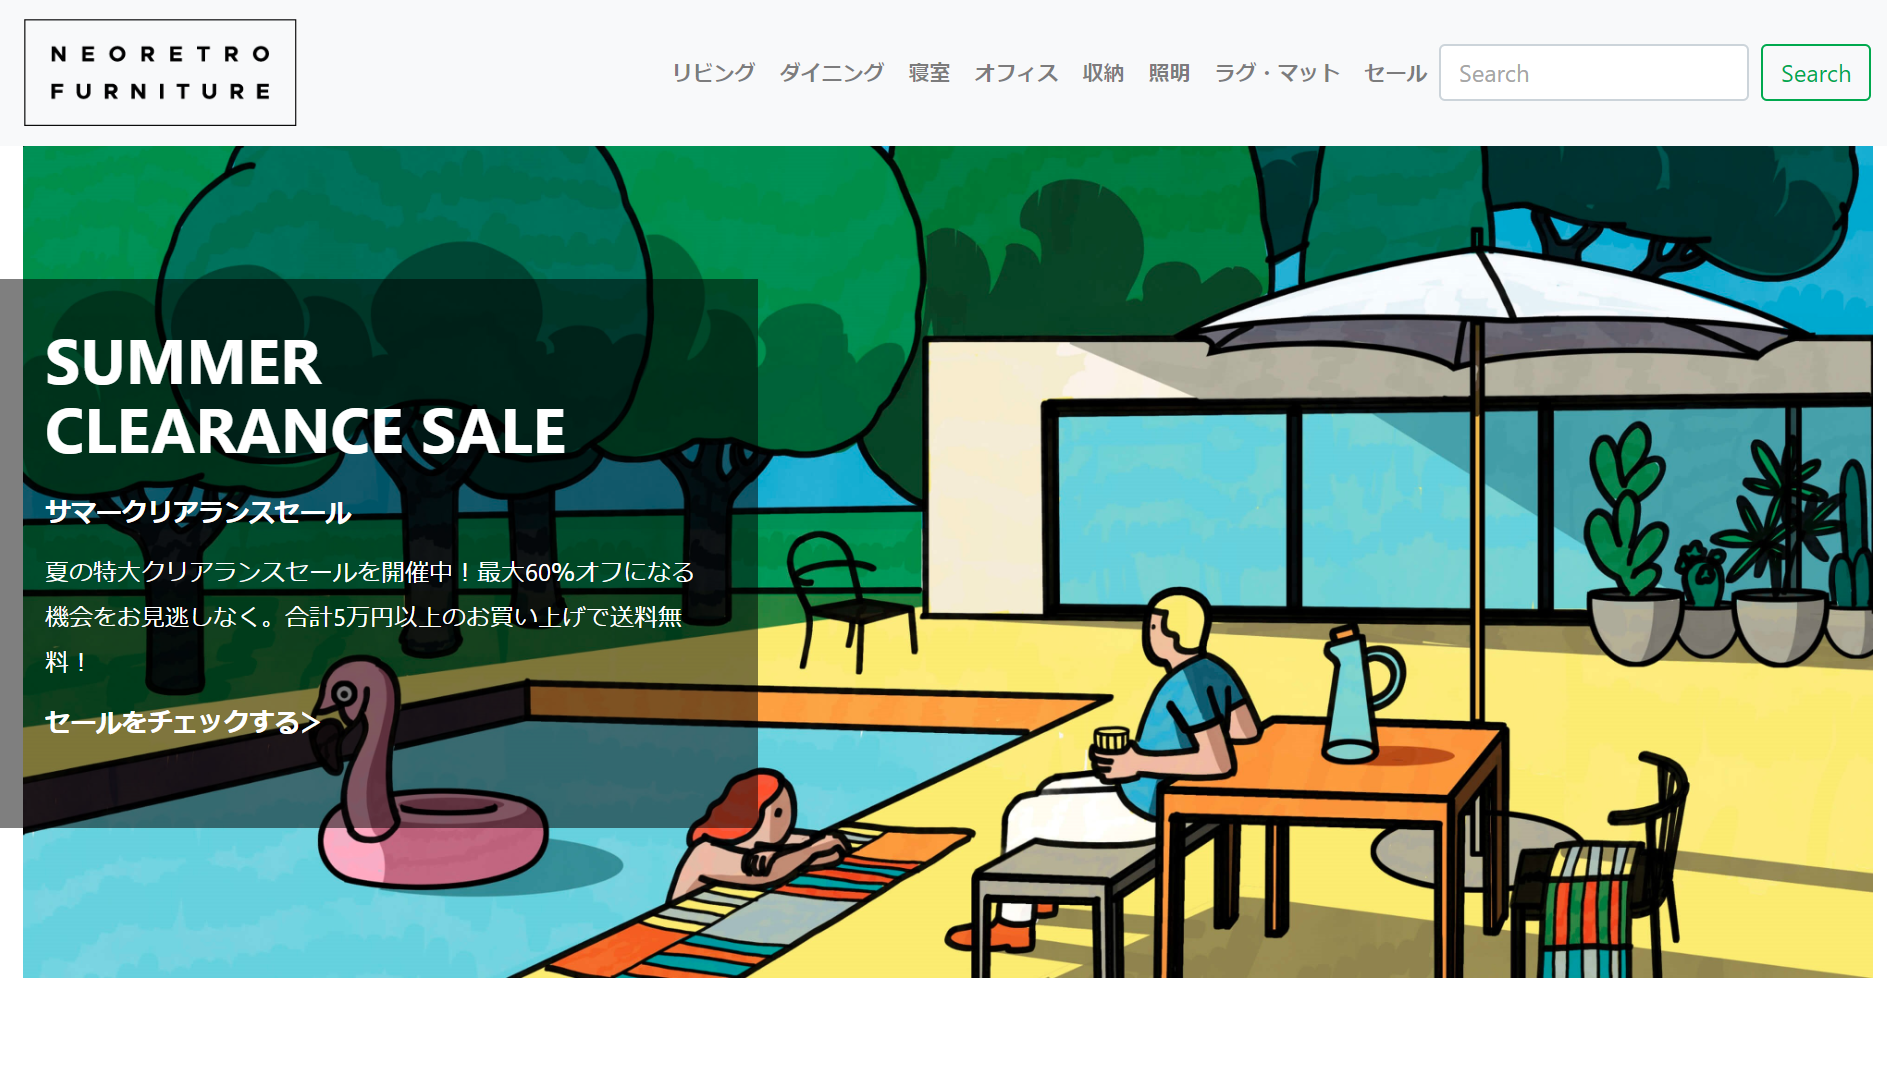 NEORETRO
FURNITURE
リビング ダイニング 寝室 オフィス 収納 照明 ラグ・マット セール Search Search
SUMMER
CLEARANCE SALE
サマークリアランスセール
夏の特大クリアランスセールを開催中！最大60%オフになる
機会をお見逃しなく。合計5万円以上のお買い上げで送料無
料！
セールをチェックする>